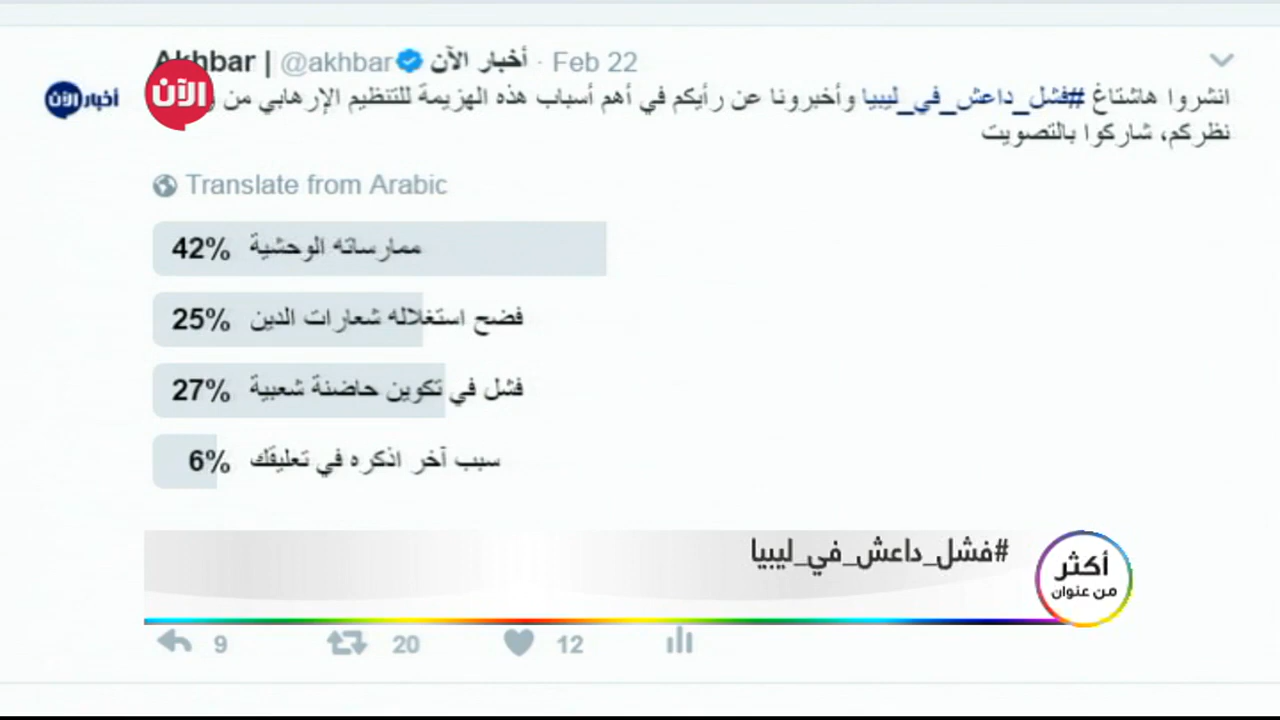 Akhbar | أخبار الآن @akhbar · Feb 22
أخبار الآن
الآن
انشروا هاشتاغ #فشل_داعش_في_ليبيا وأخبرونا عن رأيكم في أهم أسباب هذه الهزيمة للتنظيم الإرهابي من
نظركم، شاركوا بالتصويت
Translate from Arabic
42% ممارساته الوحشية
25% فضح استغلاله شعارات الدين
27% فشل في تكوين حاضنة شعبية
6% سبب آخر اذكره في تعليقك
#فشل_داعش_في_ليبيا
أكثر
من عنوان
9 20 12